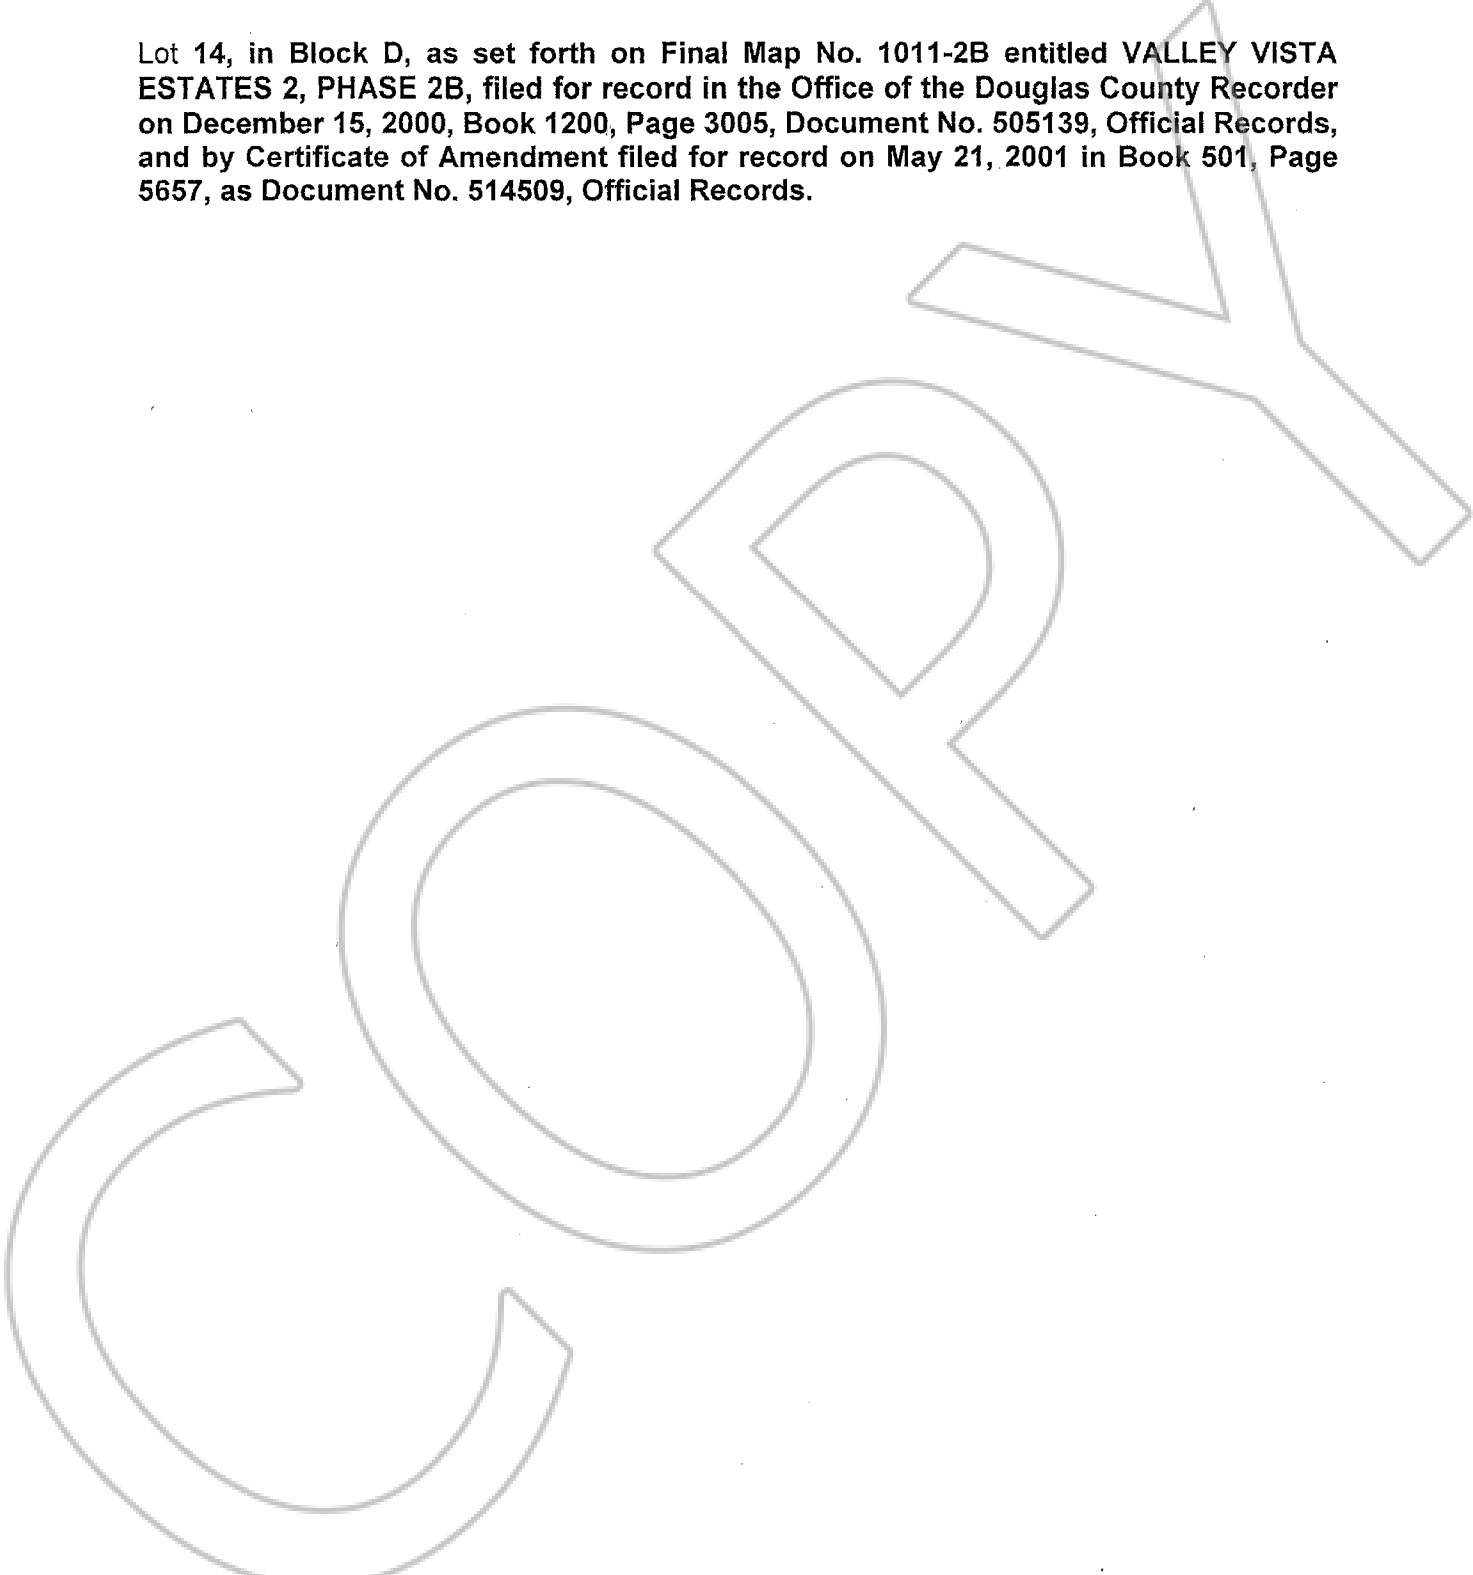 Lot 14, in Block D, as set forth on Final Map No. 1011-2B entitled VALLEY VISTA
ESTATES 2, PHASE 2B, filed for record in the Office of the Douglas County Recorder
on December 15, 2000, Book 1200, Page 3005, Document No. 505139, Official Records,
and by Certificate of Amendment filed for record on May 21, 2001 in Book 501, Page
5657, as Document No. 514509, Official Records.
COPY